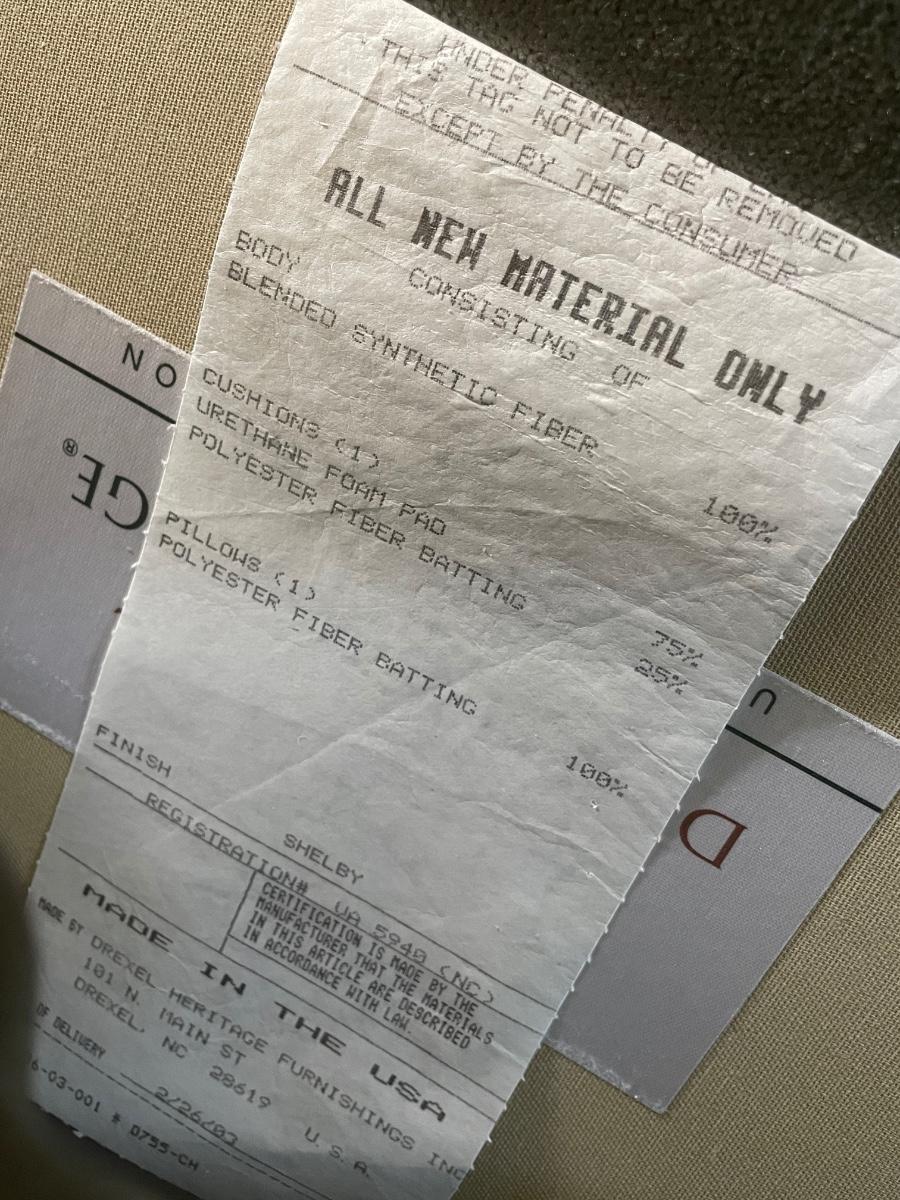 UNDER PENALTY OF
THIS TAG NOT TO BE REMOVED
EXCEPT BY THE CONSUMER
ALL NEW MATERIAL ONLY
CONSISTING OF
BODY
BLENDED SYNTHETIC FIBER 100%
CUSHIONS (1)
URETHANE FOAM PAD 75%
POLYESTER FIBER BATTING 25%
PILLOWS (1)
POLYESTER FIBER BATTING 100%
FINISH SHELBY
REGISTRATION# VA 5940 (NC)
CERTIFICATION IS MADE BY THE
MANUFACTURER THAT THE MATERIALS
IN THIS ARTICLE ARE DESCRIBED
IN ACCORDANCE WITH LAW.
MADE IN THE USA
MADE BY DREXEL HERITAGE FURNISHINGS INC
101 N. MAIN ST
DREXEL, NC 28619 U.S.A.
OF DELIVERY 2/26/03
6-03-001 # D755-CH
ON
GE®
U
D